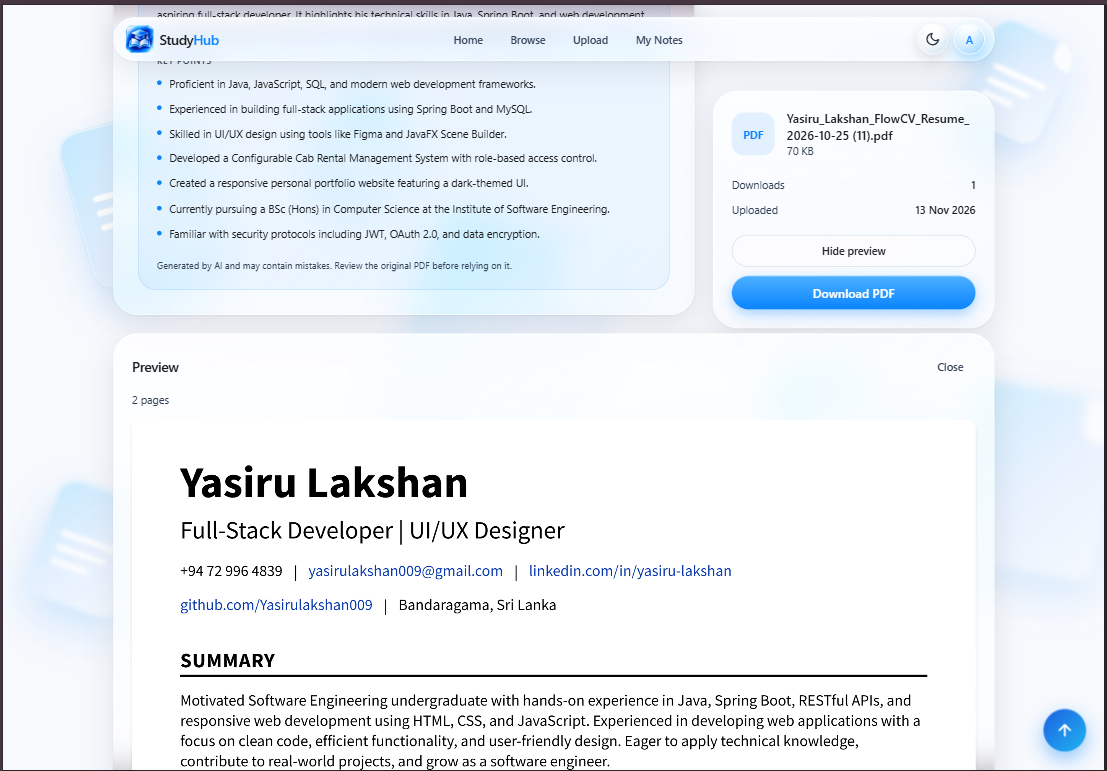 aspiring full-stack developer. It highlights his technical skills in Java, Spring Boot, and web development
StudyHub
Home
Browse
Upload
My Notes
A
KEY POINTS
Proficient in Java, JavaScript, SQL, and modern web development frameworks.
Experienced in building full-stack applications using Spring Boot and MySQL.
Skilled in UI/UX design using tools like Figma and JavaFX Scene Builder.
Developed a Configurable Cab Rental Management System with role-based access control.
Created a responsive personal portfolio website featuring a dark-themed UI.
Currently pursuing a BSc (Hons) in Computer Science at the Institute of Software Engineering.
Familiar with security protocols including JWT, OAuth 2.0, and data encryption.
Generated by AI and may contain mistakes. Review the original PDF before relying on it.
PDF
Yasiru_Lakshan_FlowCV_Resume_
2026-10-25 (11).pdf
70 KB
Downloads 1
Uploaded 13 Nov 2026
Hide preview
Download PDF
Preview
Close
2 pages
Yasiru Lakshan
Full-Stack Developer | UI/UX Designer
+94 72 996 4839 | yasirulakshan009@gmail.com | linkedin.com/in/yasiru-lakshan
github.com/Yasirulakshan009 | Bandaragama, Sri Lanka
SUMMARY
Motivated Software Engineering undergraduate with hands-on experience in Java, Spring Boot, RESTful APIs, and
responsive web development using HTML, CSS, and JavaScript. Experienced in developing web applications with a
focus on clean code, efficient functionality, and user-friendly design. Eager to apply technical knowledge,
contribute to real-world projects, and grow as a software engineer.